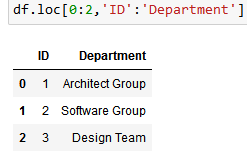 df.loc[0:2,'ID':'Department']
ID Department
0 1 Architect Group
1 2 Software Group
2 3 Design Team